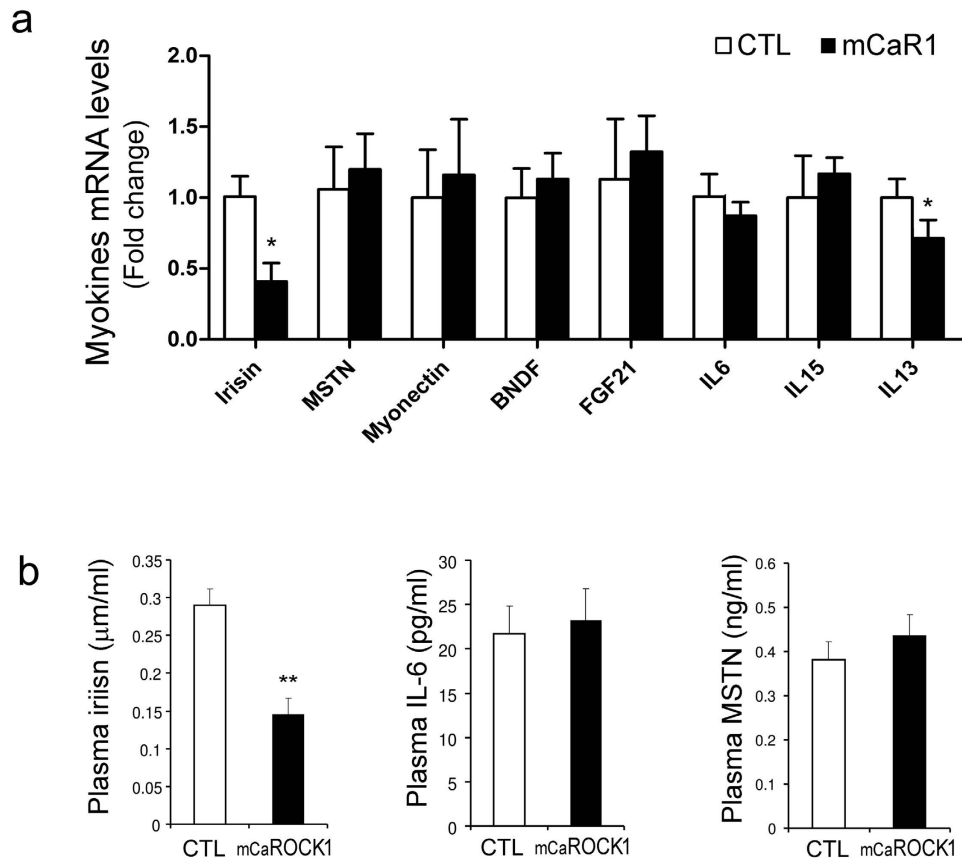 a
CTL mCaR1
Myokines mRNA levels
(Fold change)
2.0
1.5
1.0
0.5
0.0
*
*
Irisin MSTN Myonectin BNDF FGF21 IL6 IL15 IL13
b
Plasma iriisn (μm/ml)
0.35
0.3
0.25
0.2
0.15
0.1
0.05
0
**
CTL mCaROCK1
Plasma IL-6 (pg/ml)
30
25
20
15
10
5
0
CTL mCaROCK1
Plasma MSTN (ng/ml)
0.6
0.5
0.4
0.3
0.2
0.1
0
CTL mCaROCK1